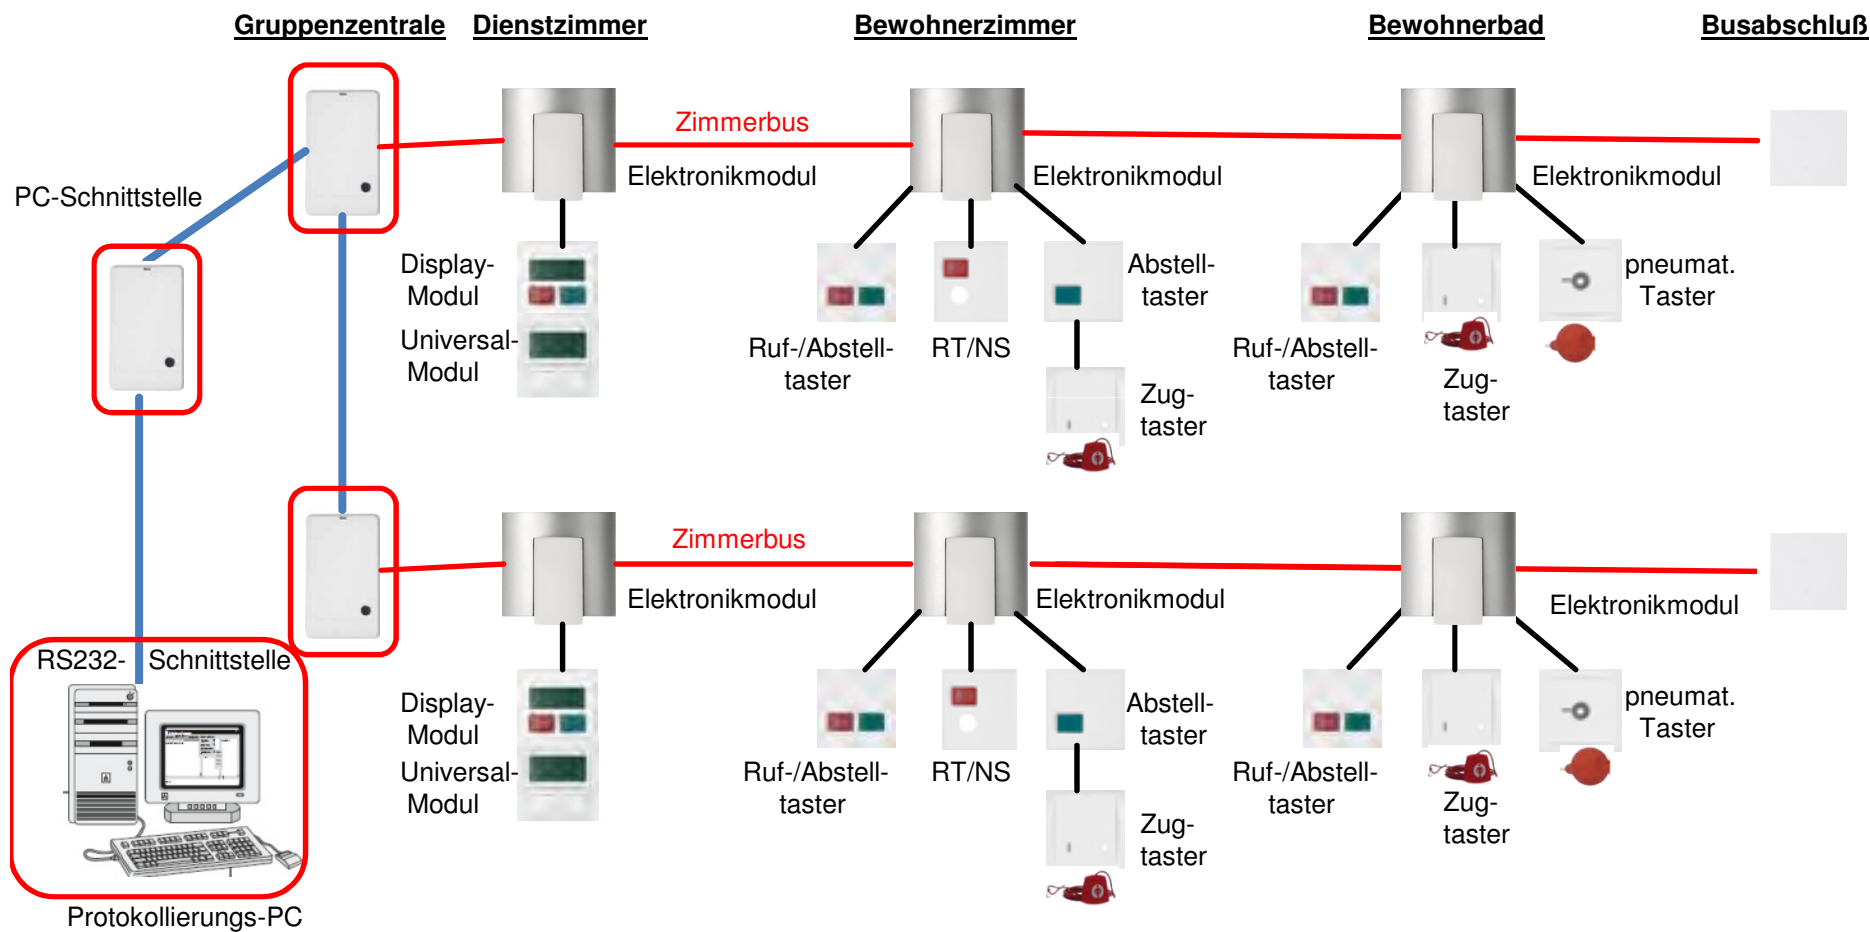 Gruppenzentrale
Dienstzimmer
Bewohnerzimmer
Bewohnerbad
Busabschluß
Zimmerbus
Elektronikmodul
Elektronikmodul
Elektronikmodul
PC-Schnittstelle
Display-
Modul
Universal-
Modul
Ruf-/Abstell-
taster
RT/NS
Abstell-
taster
Zug-
taster
Ruf-/Abstell-
taster
Zug-
taster
pneumat.
Taster
Zimmerbus
Elektronikmodul
Elektronikmodul
Elektronikmodul
RS232- Schnittstelle
Display-
Modul
Universal-
Modul
Ruf-/Abstell-
taster
RT/NS
Abstell-
taster
Zug-
taster
Ruf-/Abstell-
taster
Zug-
taster
pneumat.
Taster
Protokollierungs-PC